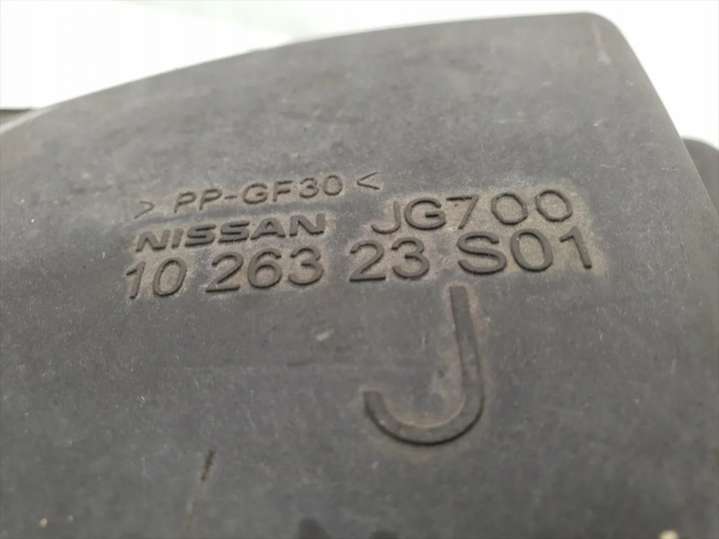 > PP-GF30 <
NISSAN JG700
10 263 23 S01
J